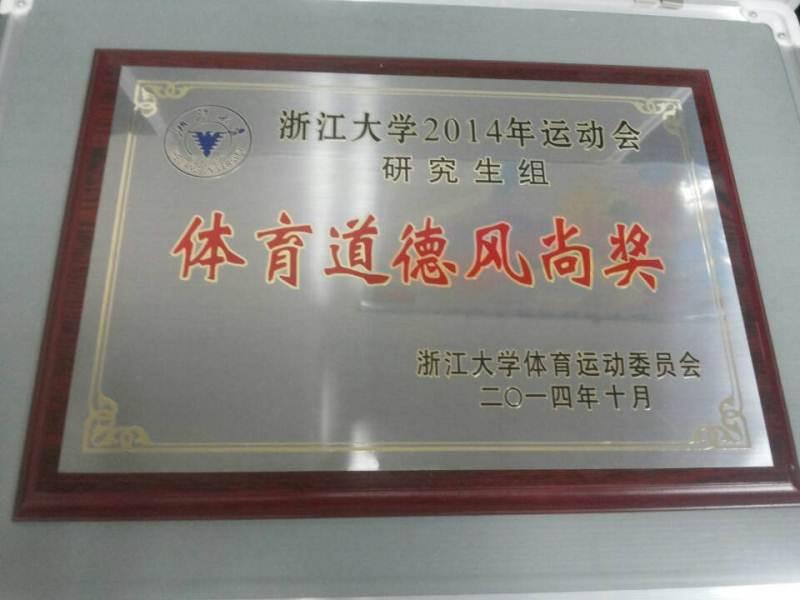 浙江大学2014年运动会
研究生组
体育道德风尚奖
浙江大学体育运动委员会
二〇一四年十月